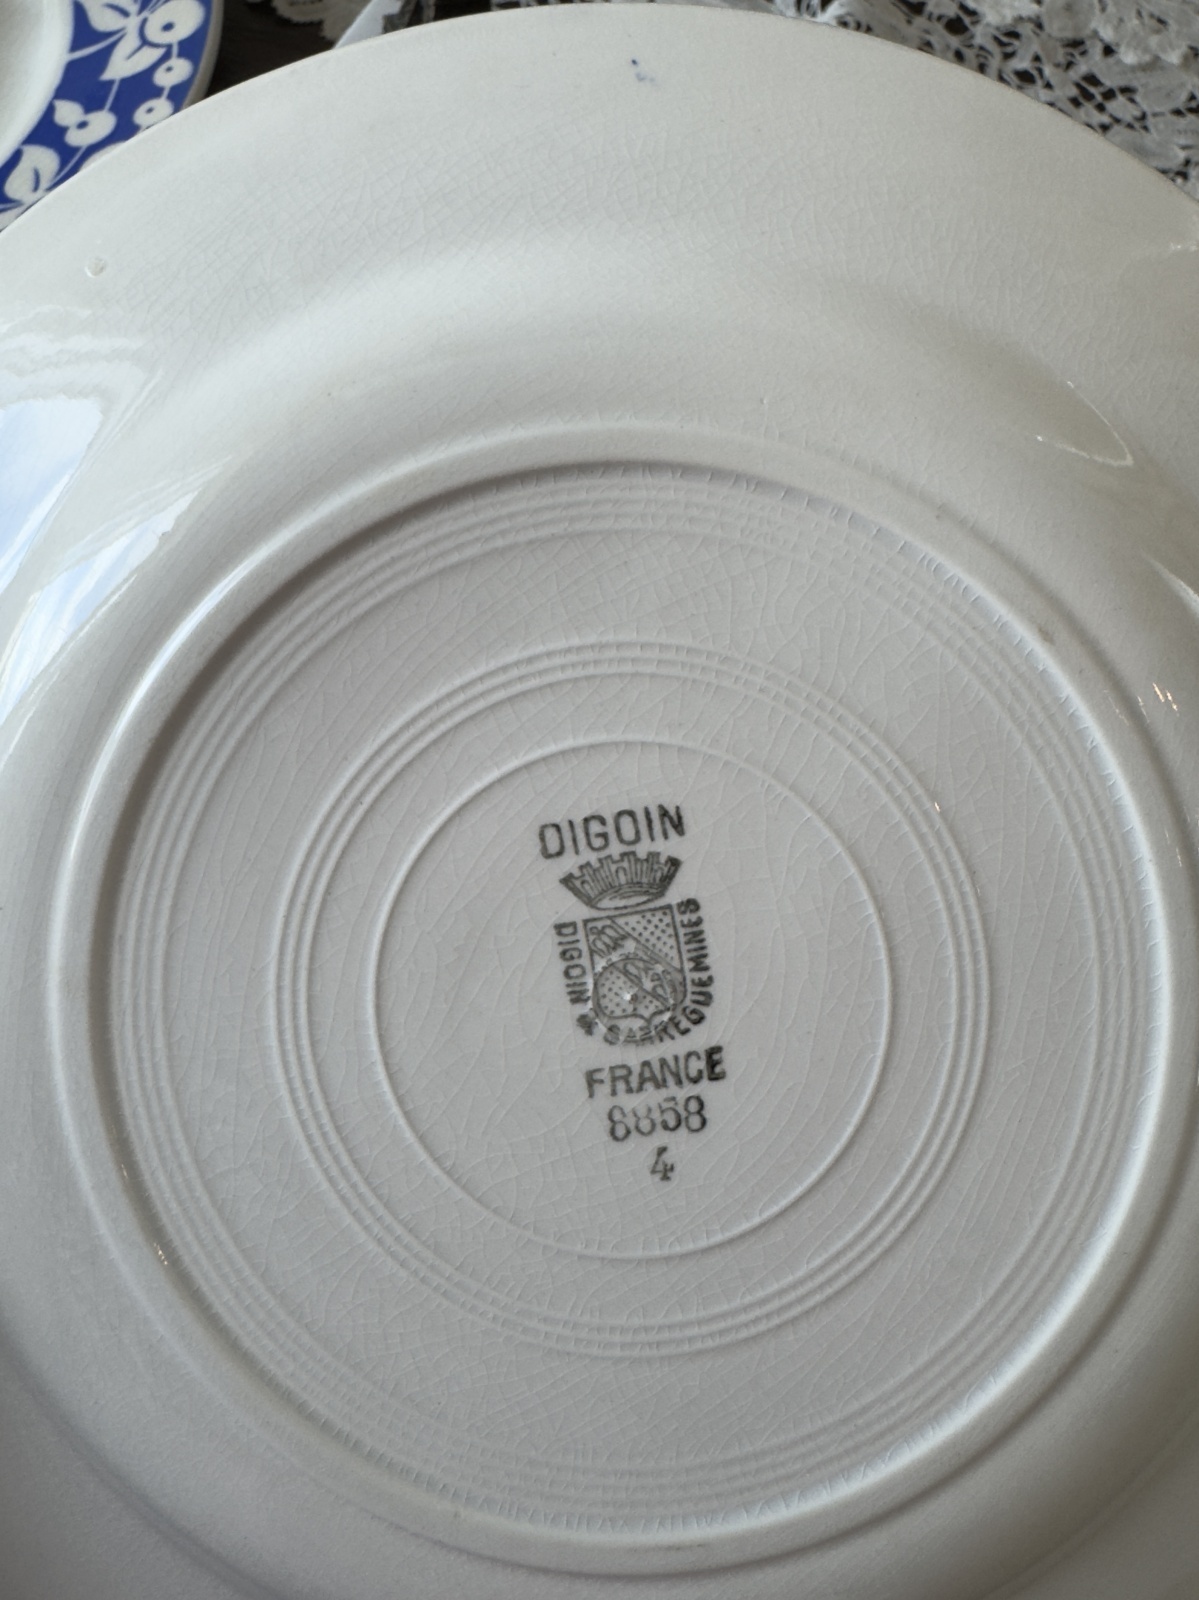 DIGOIN
DIGOIN & SARREGUEMINES
FRANCE
8858
4